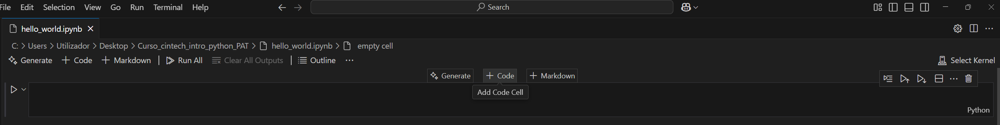 File Edit Selection View Go Run Terminal Help Search
hello_world.ipynb
C: > Users > Utilizador > Desktop > Curso_cintech_intro_python_PAT > hello_world.ipynb > empty cell
Generate + Code + Markdown | Run All Clear All Outputs | Outline ... Select Kernel
Generate + Code + Markdown
Add Code Cell
Python